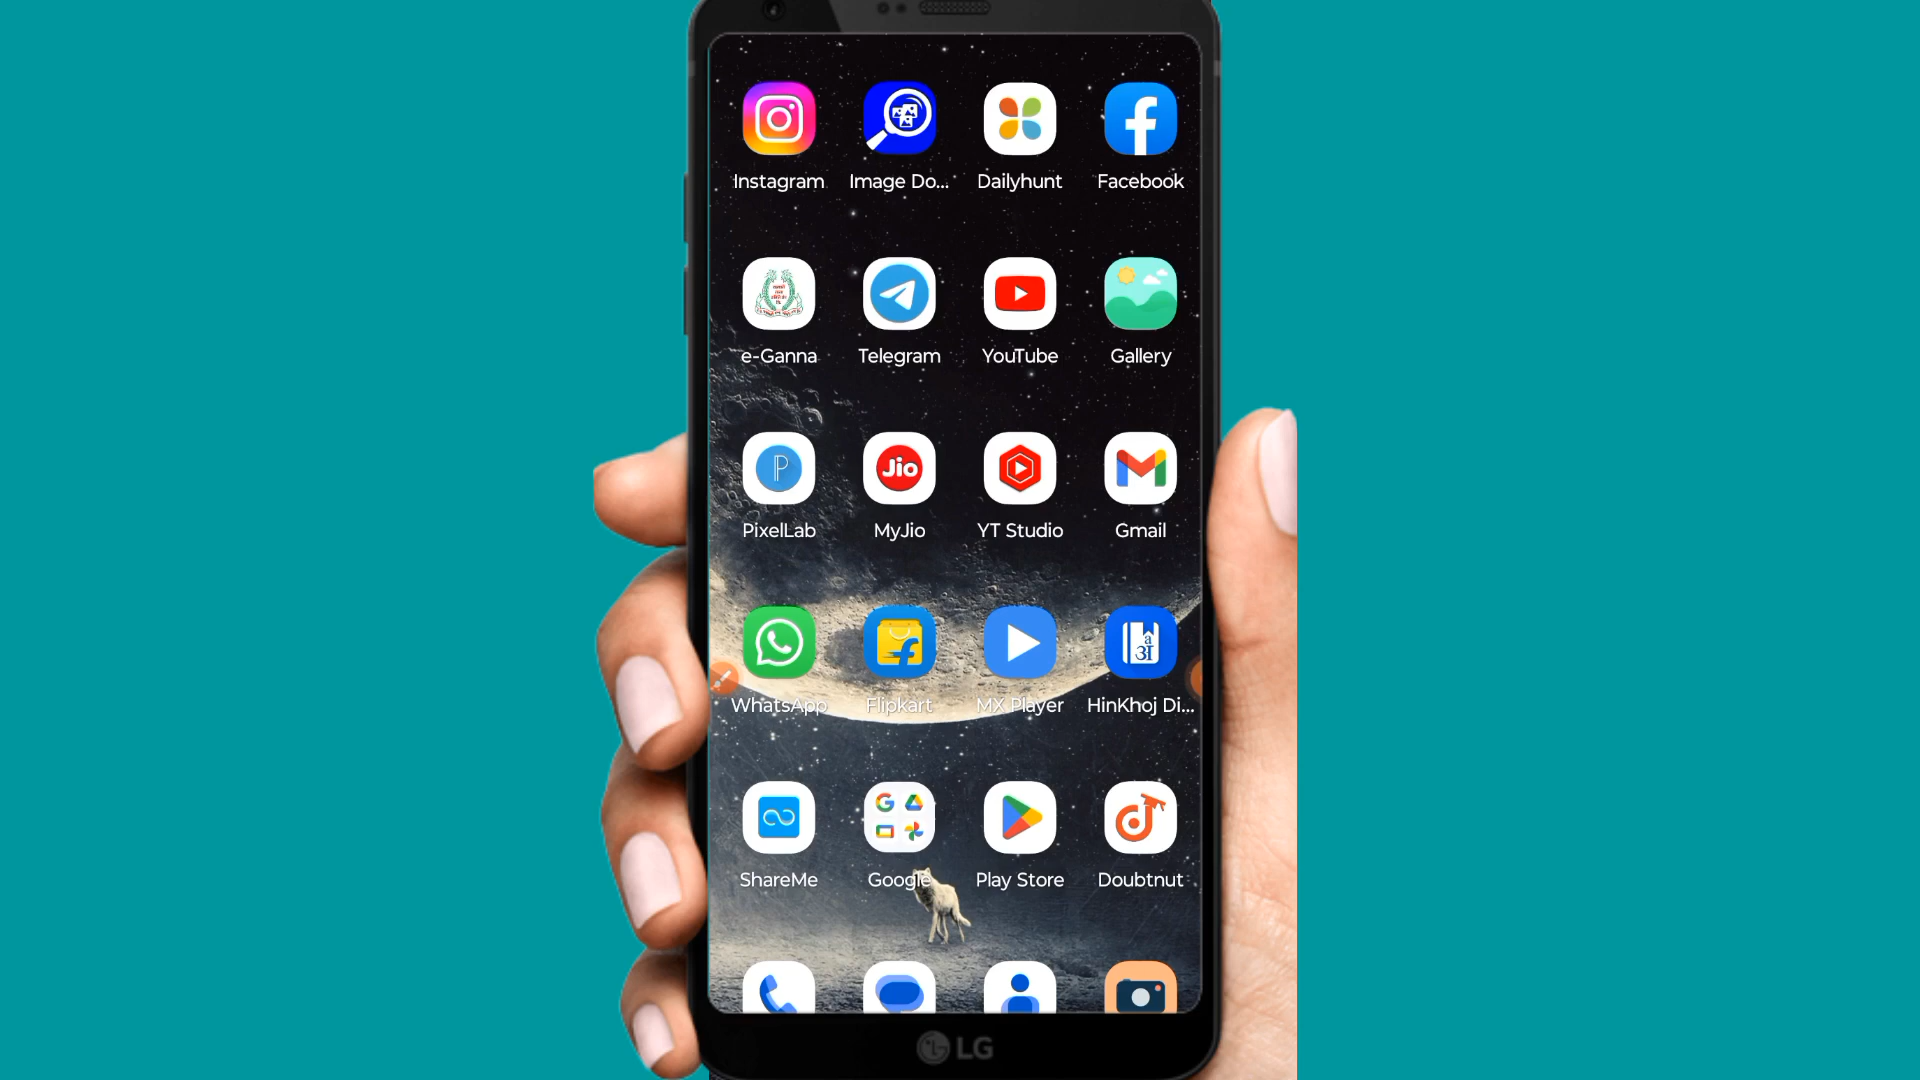 Instagram Image Do... Dailyhunt Facebook
e-Ganna Telegram YouTube Gallery
P Jio
PixelLab MyJio YT Studio Gmail
a
अ
WhatsApp Flipkart MX Player HinKhoj Di...
ShareMe Google Play Store Doubtnut
LG